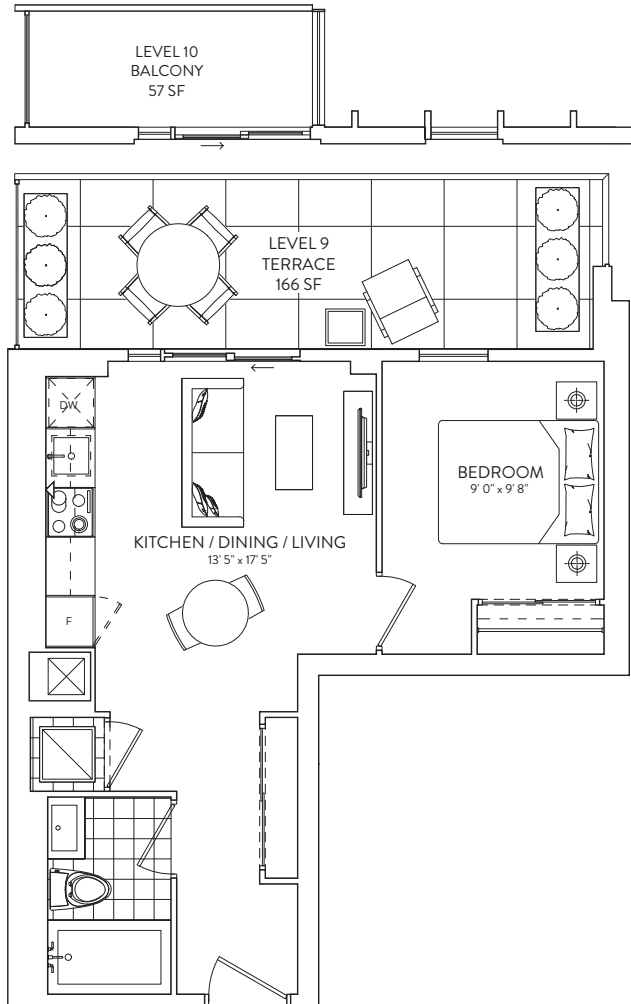 LEVEL 10
BALCONY
57 SF
LEVEL 9
TERRACE
166 SF
DW
BEDROOM
9' 0" x 9' 8"
KITCHEN / DINING / LIVING
13' 5" x 17' 5"
F